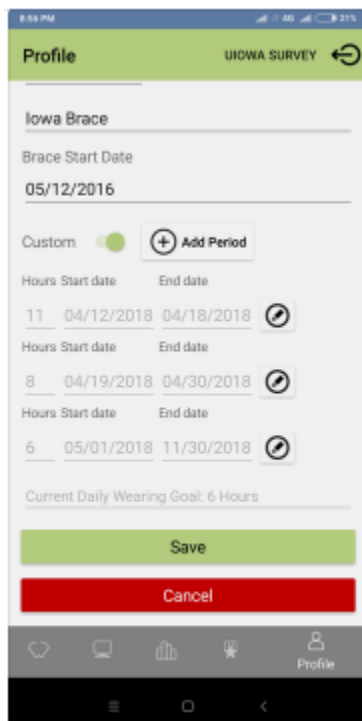 8:56 PM 4G 31%
Profile UIOWA SURVEY
Iowa Brace
Brace Start Date
05/12/2016
Custom Add Period
Hours Start date End date
11 04/12/2018 04/18/2018
Hours Start date End date
8 04/19/2018 04/30/2018
Hours Start date End date
6 05/01/2018 11/30/2018
Current Daily Wearing Goal: 6 Hours
Save
Cancel
Profile